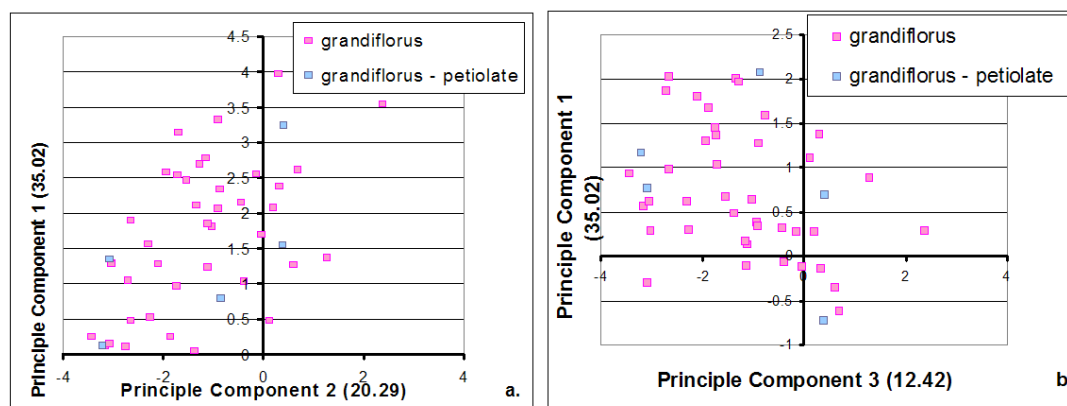 grandiflorus
grandiflorus - petiolate
4.5
4
3.5
3
2.5
2
1.5
1
0.5
0
-4
-2
0
2
4
Principle Component 1 (35.02)
Principle Component 2 (20.29)
a.
grandiflorus
grandiflorus - petiolate
2.5
2
1.5
1
0.5
0
-0.5
-1
-4
-2
0
2
4
Principle Component 1
(35.02)
Principle Component 3 (12.42)
b